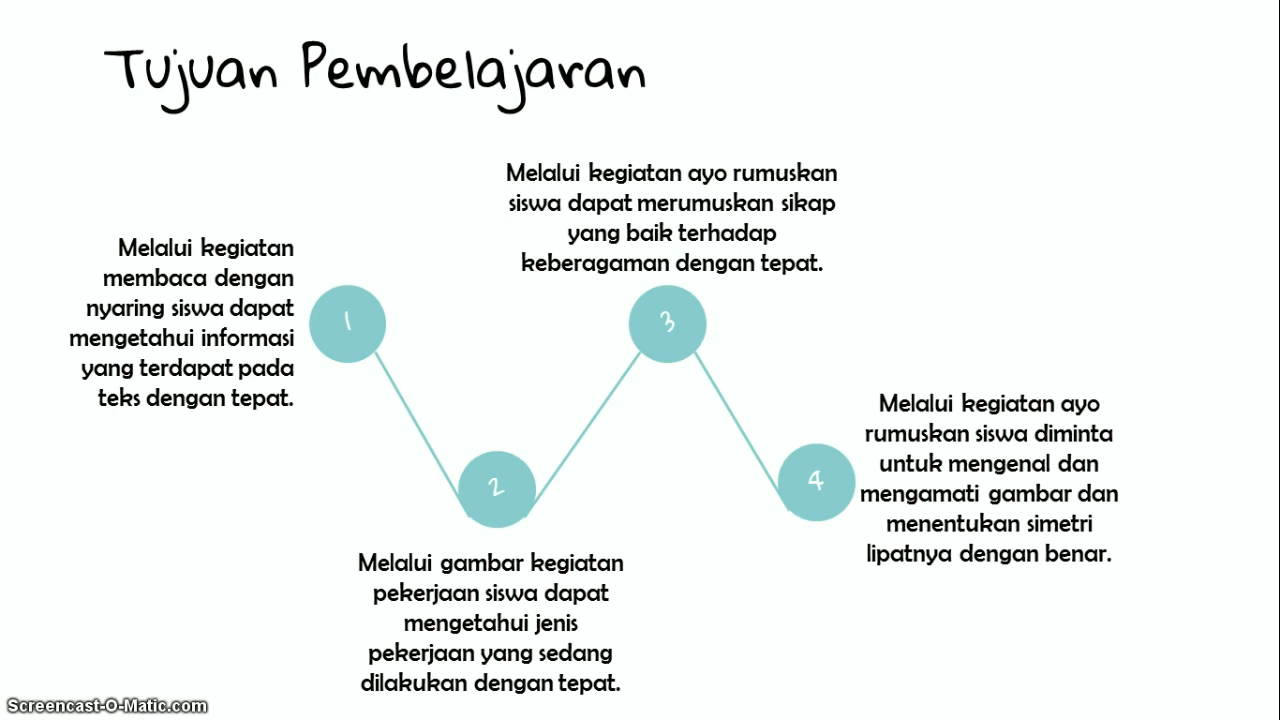 Tujuan Pembelajaran
Melalui kegiatan
membaca dengan
nyaring siswa dapat
mengetahui informasi
yang terdapat pada
teks dengan tepat.
1
2
Melalui gambar kegiatan
pekerjaan siswa dapat
mengetahui jenis
pekerjaan yang sedang
dilakukan dengan tepat.
Melalui kegiatan ayo rumuskan
siswa dapat merumuskan sikap
yang baik terhadap
keberagaman dengan tepat.
3
4
Melalui kegiatan ayo
rumuskan siswa diminta
untuk mengenal dan
mengamati gambar dan
menentukan simetri
lipatnya dengan benar.
Screencast-O-Matic.com